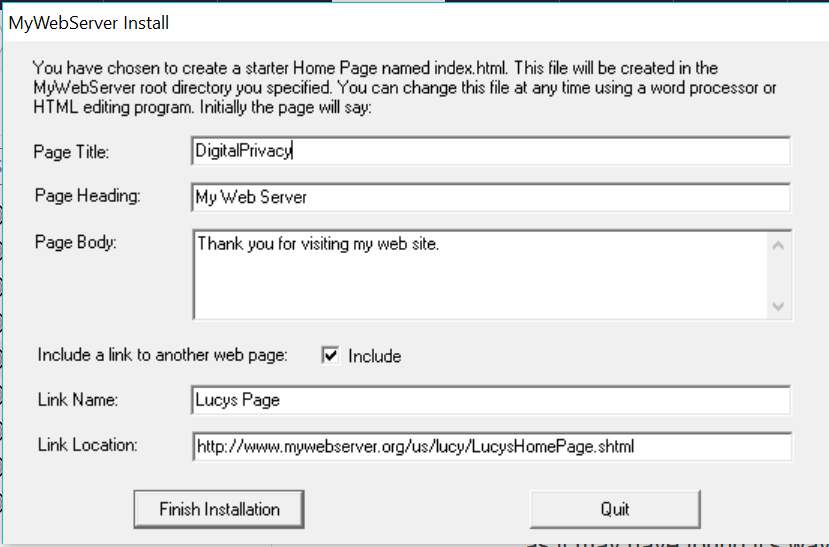 MyWebServer Install
You have chosen to create a starter Home Page named index.html. This file will be created in the
MyWebServer root directory you specified. You can change this file at any time using a word processor or
HTML editing program. Initially the page will say:
Page Title: DigitalPrivacy
Page Heading: My Web Server
Page Body: Thank you for visiting my web site.
Include a link to another web page: Include
Link Name: Lucys Page
Link Location: http://www.mywebserver.org/us/lucy/LucysHomePage.shtml
Finish Installation Quit